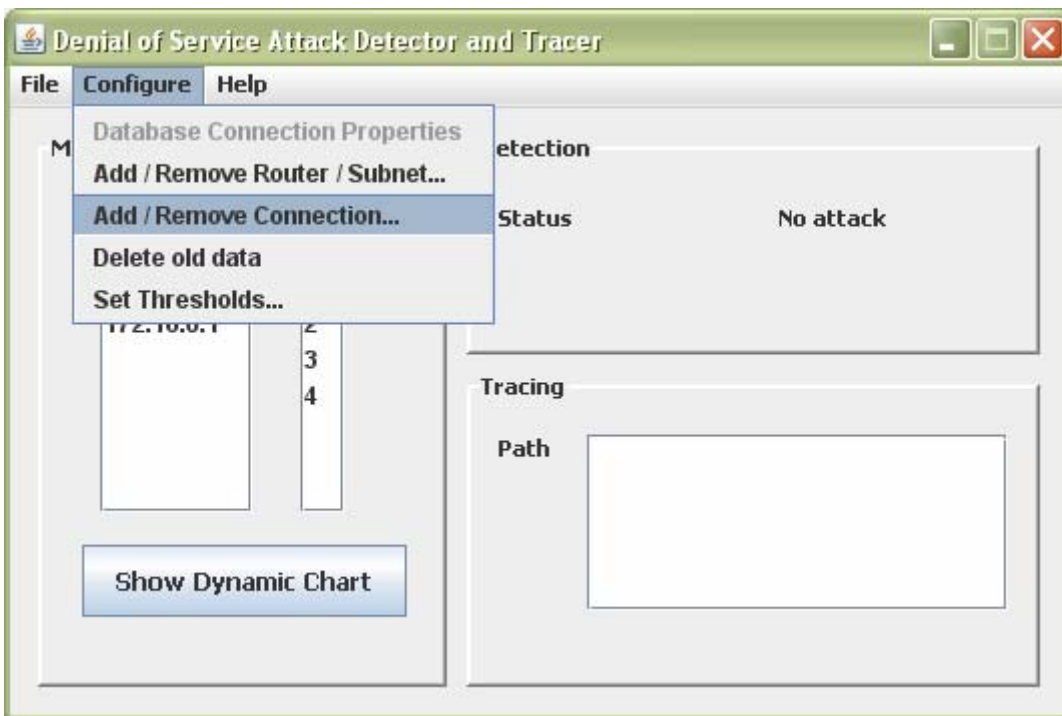 Denial of Service Attack Detector and Tracer
File Configure Help
Database Connection Properties
Add / Remove Router / Subnet...
Add / Remove Connection...
Delete old data
Set Thresholds...
M
etection
Status No attack
2
3
4
Tracing
Path
Show Dynamic Chart